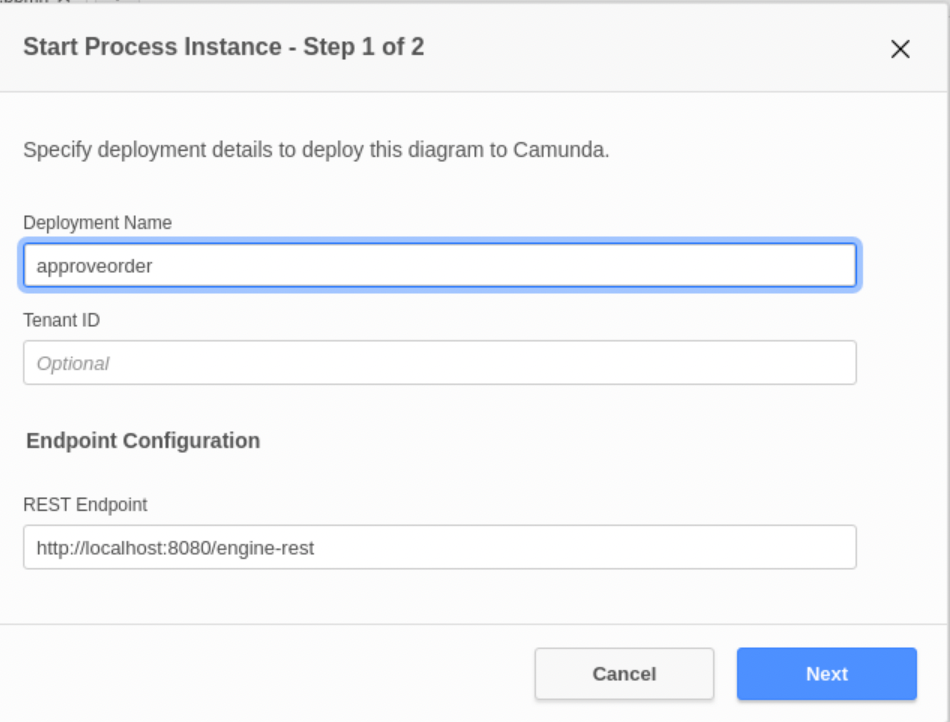 Start Process Instance - Step 1 of 2
Specify deployment details to deploy this diagram to Camunda.
Deployment Name
approveorder
Tenant ID
Optional
Endpoint Configuration
REST Endpoint
http://localhost:8080/engine-rest
Cancel
Next